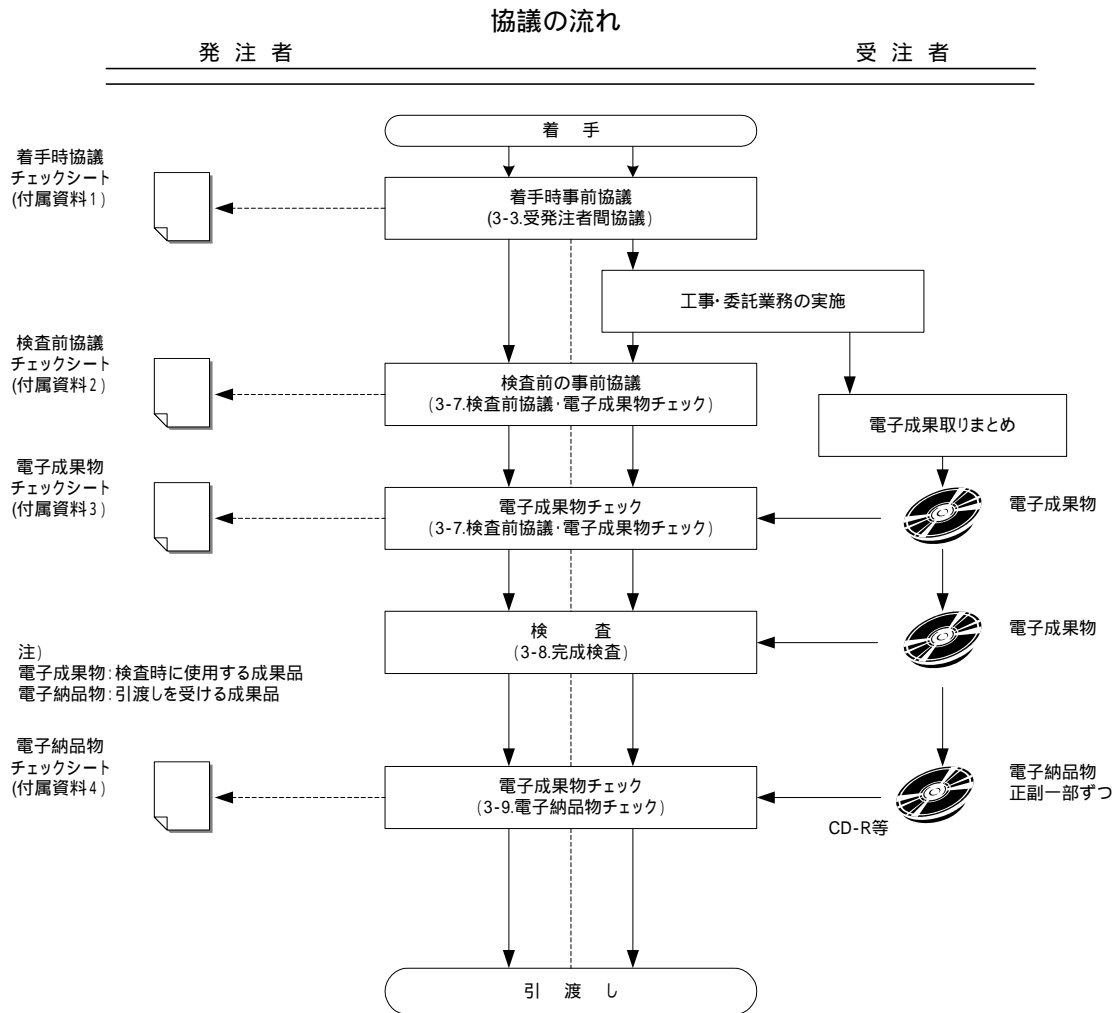 協議の流れ
発 注 者
受 注 者
着 手
着手時協議
チェックシート
(付属資料1)
着手時事前協議
(3-3.受発注者間協議)
工事・委託業務の実施
検査前協議
チェックシート
(付属資料2)
検査前の事前協議
(3-7.検査前協議・電子成果物チェック)
電子成果取りまとめ
電子成果物
チェックシート
(付属資料3)
電子成果物チェック
(3-7.検査前協議・電子成果物チェック)
電子成果物
検 査
(3-8.完成検査)
電子成果物
注)
電子成果物:検査時に使用する成果品
電子納品物:引渡しを受ける成果品
電子納品物
チェックシート
(付属資料4)
電子成果物チェック
(3-9.電子納品物チェック)
電子納品物
正副一部ずつ
CD-R等
引 渡 し